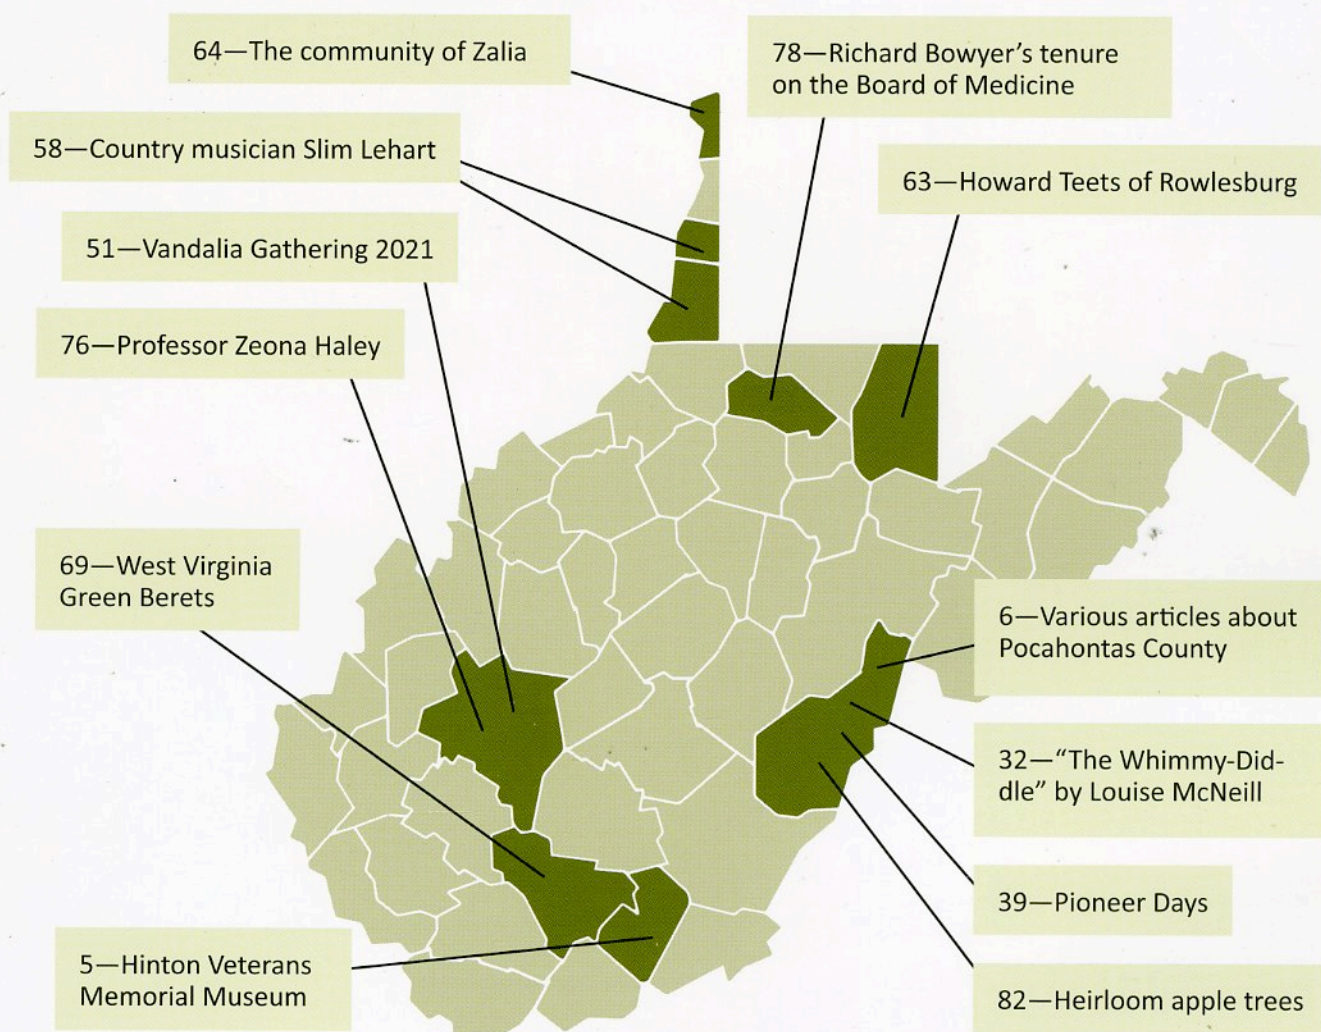 64—The community of Zalia
78—Richard Bowyer’s tenure
on the Board of Medicine
58—Country musician Slim Lehart
63—Howard Teets of Rowlesburg
51—Vandalia Gathering 2021
76—Professor Zeona Haley
69—West Virginia
Green Berets
6—Various articles about
Pocahontas County
32—“The Whimmy-Did-
dle” by Louise McNeill
39—Pioneer Days
5—Hinton Veterans
Memorial Museum
82—Heirloom apple trees